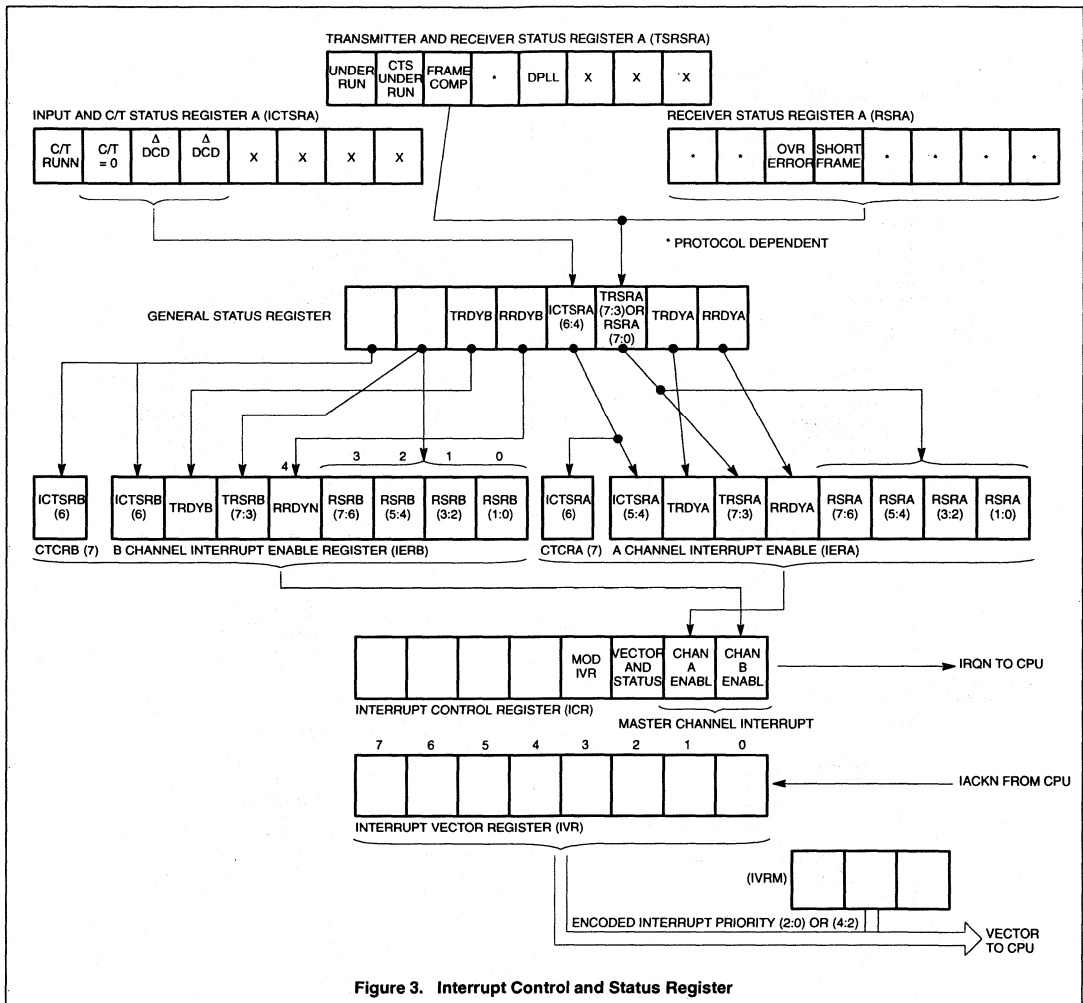 TRANSMITTER AND RECEIVER STATUS REGISTER A (TSRSRA)
UNDER RUN
CTS UNDER RUN
FRAME COMP
*
DPLL
X
X
X
INPUT AND C/T STATUS REGISTER A (ICTSRA)
C/T RUNN
C/T = 0
Δ DCD
Δ DCD
X
X
X
X
RECEIVER STATUS REGISTER A (RSRA)
*
*
OVR ERROR
SHORT FRAME
*
*
*
*
* PROTOCOL DEPENDENT
GENERAL STATUS REGISTER
TRDYB
RRDYB
ICTSRA (6:4)
TRSRA (7:3)OR RSRA (7:0)
TRDYA
RRDYA
4
3
2
1
0
ICTSRB (6)
ICTSRB (6)
TRDYB
TRSRB (7:3)
RRDYN
RSRB (7:6)
RSRB (5:4)
RSRB (3:2)
RSRB (1:0)
CTCRB (7)
B CHANNEL INTERRUPT ENABLE REGISTER (IERB)
ICTSRA (6)
ICTSRA (5:4)
TRDYA
TRSRA (7:3)
RRDYA
RSRA (7:6)
RSRA (5:4)
RSRA (3:2)
RSRA (1:0)
CTCRA (7)
A CHANNEL INTERRUPT ENABLE (IERA)
MOD IVR
VECTOR AND STATUS
CHAN A ENABL
CHAN B ENABL
IRQN TO CPU
INTERRUPT CONTROL REGISTER (ICR)
MASTER CHANNEL INTERRUPT
7
6
5
4
3
2
1
0
IACKN FROM CPU
INTERRUPT VECTOR REGISTER (IVR)
(IVRM)
ENCODED INTERRUPT PRIORITY (2:0) OR (4:2)
VECTOR TO CPU
Figure 3. Interrupt Control and Status Register